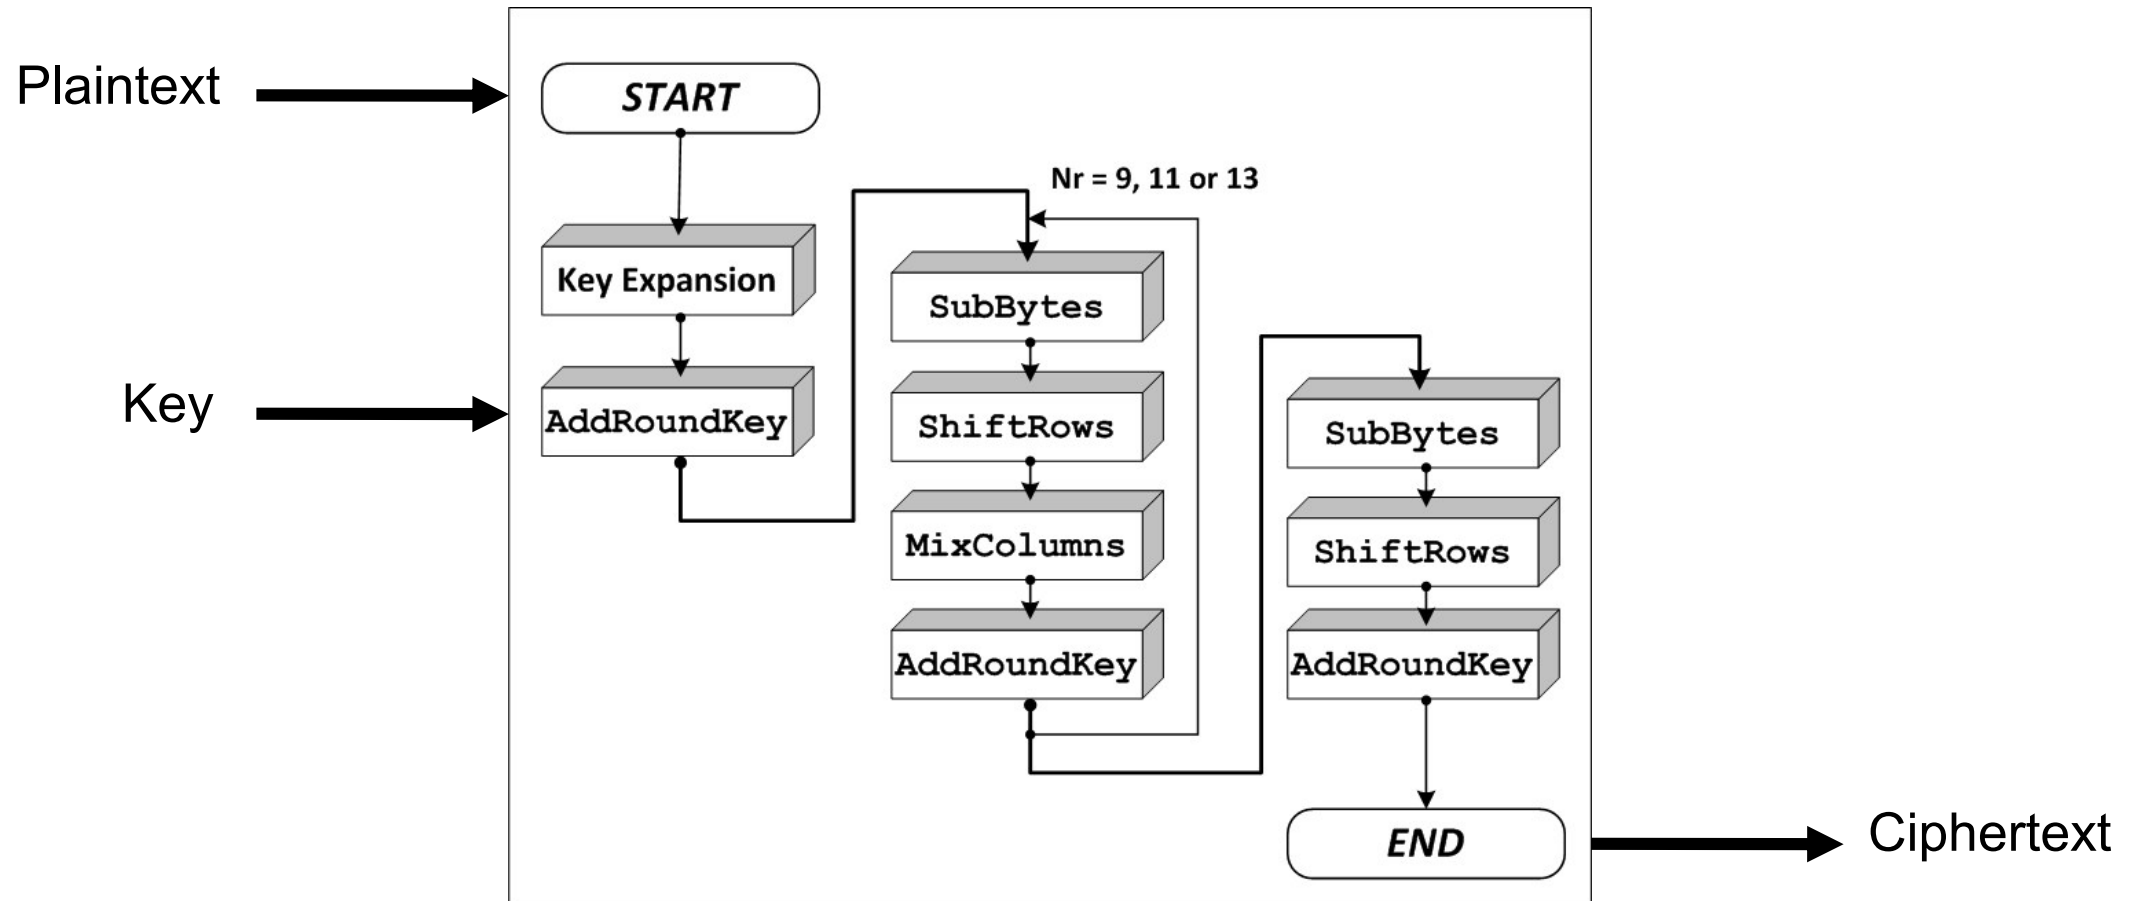 Plaintext
Key
START
Key Expansion
AddRoundKey
Nr = 9, 11 or 13
SubBytes
ShiftRows
MixColumns
AddRoundKey
SubBytes
ShiftRows
AddRoundKey
END
Ciphertext